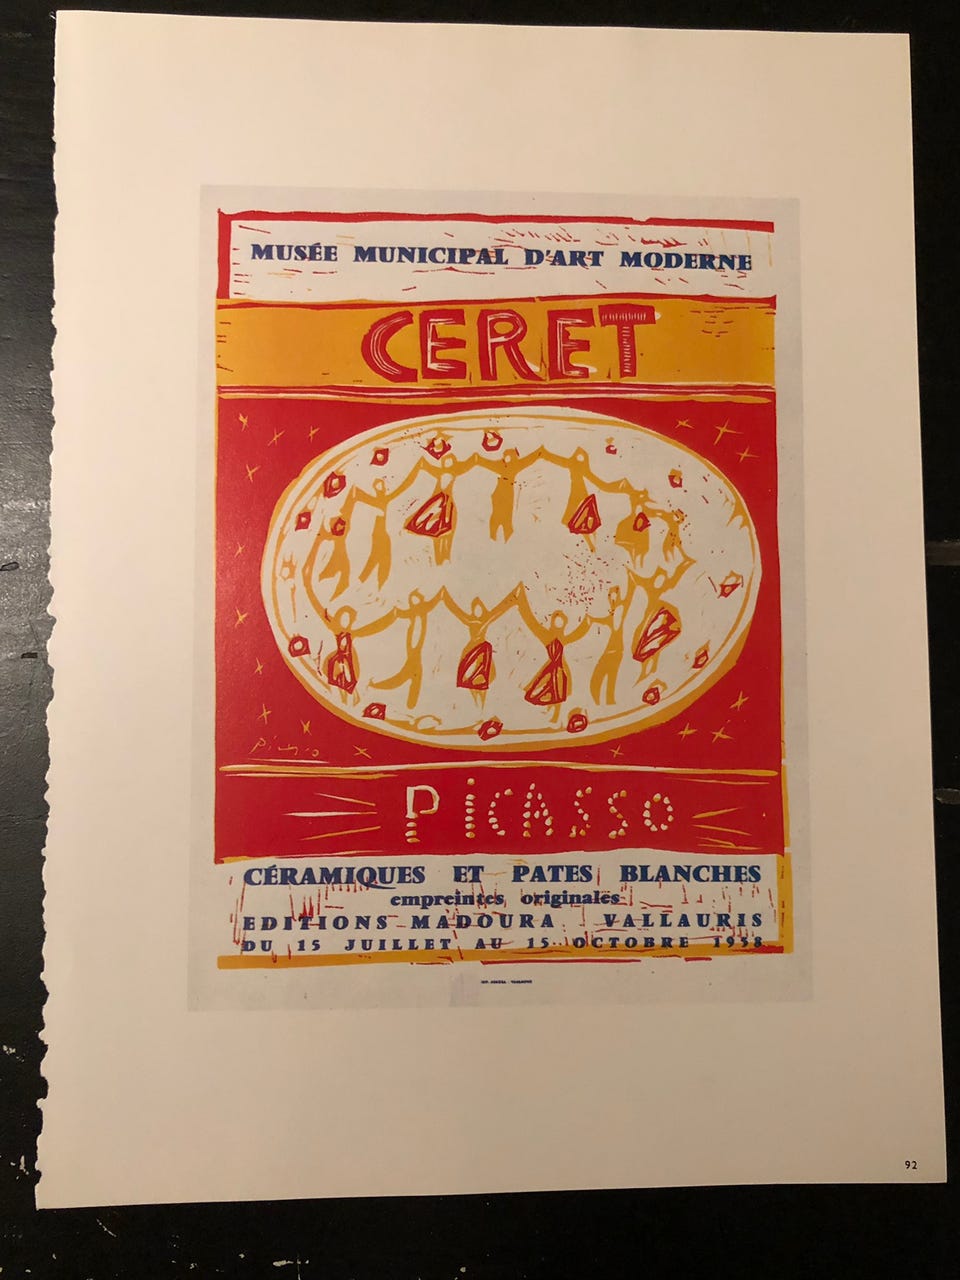 MUSÉE MUNICIPAL D'ART MODERNE
CERET
Picasso
PiCASSO
CÉRAMIQUES ET PATES BLANCHES
empreintes originales
EDITIONS MADOURA VALLAURIS
DU 15 JUILLET AU 15 OCTOBRE 1958
92